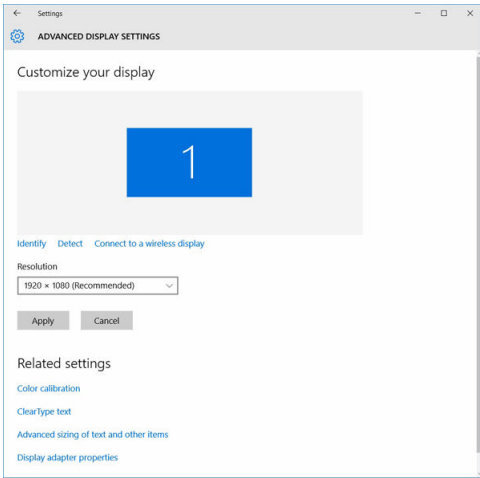 Settings
ADVANCED DISPLAY SETTINGS
Customize your display
1
Identify Detect Connect to a wireless display
Resolution
1920 × 1080 (Recommended)
Apply Cancel
Related settings
Color calibration
ClearType text
Advanced sizing of text and other items
Display adapter properties